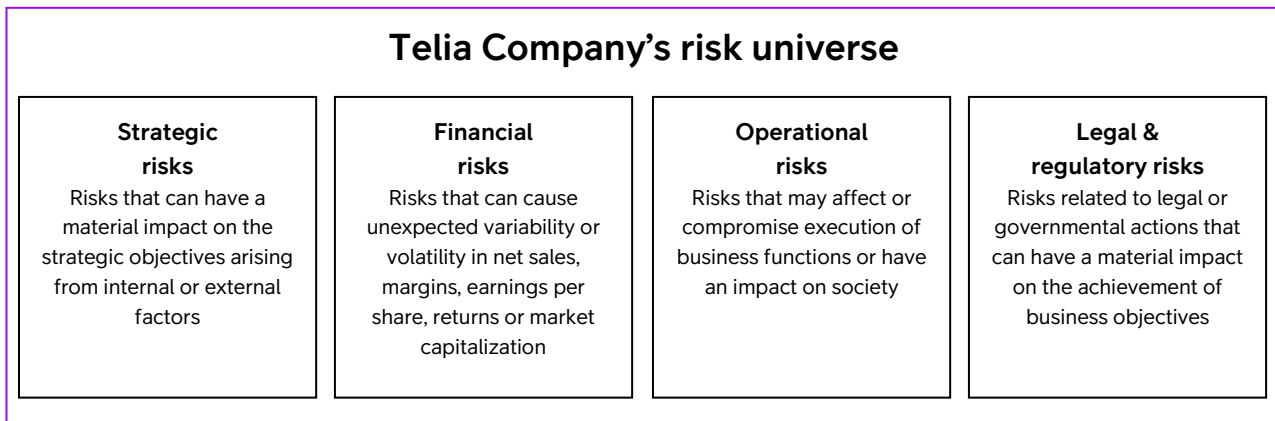 Telia Company’s risk universe
Strategic
risks
Risks that can have a
material impact on the
strategic objectives arising
from internal or external
factors
Financial
risks
Risks that can cause
unexpected variability or
volatility in net sales,
margins, earnings per
share, returns or market
capitalization
Operational
risks
Risks that may affect or
compromise execution of
business functions or have
an impact on society
Legal &
regulatory risks
Risks related to legal or
governmental actions that
can have a material impact
on the achievement of
business objectives